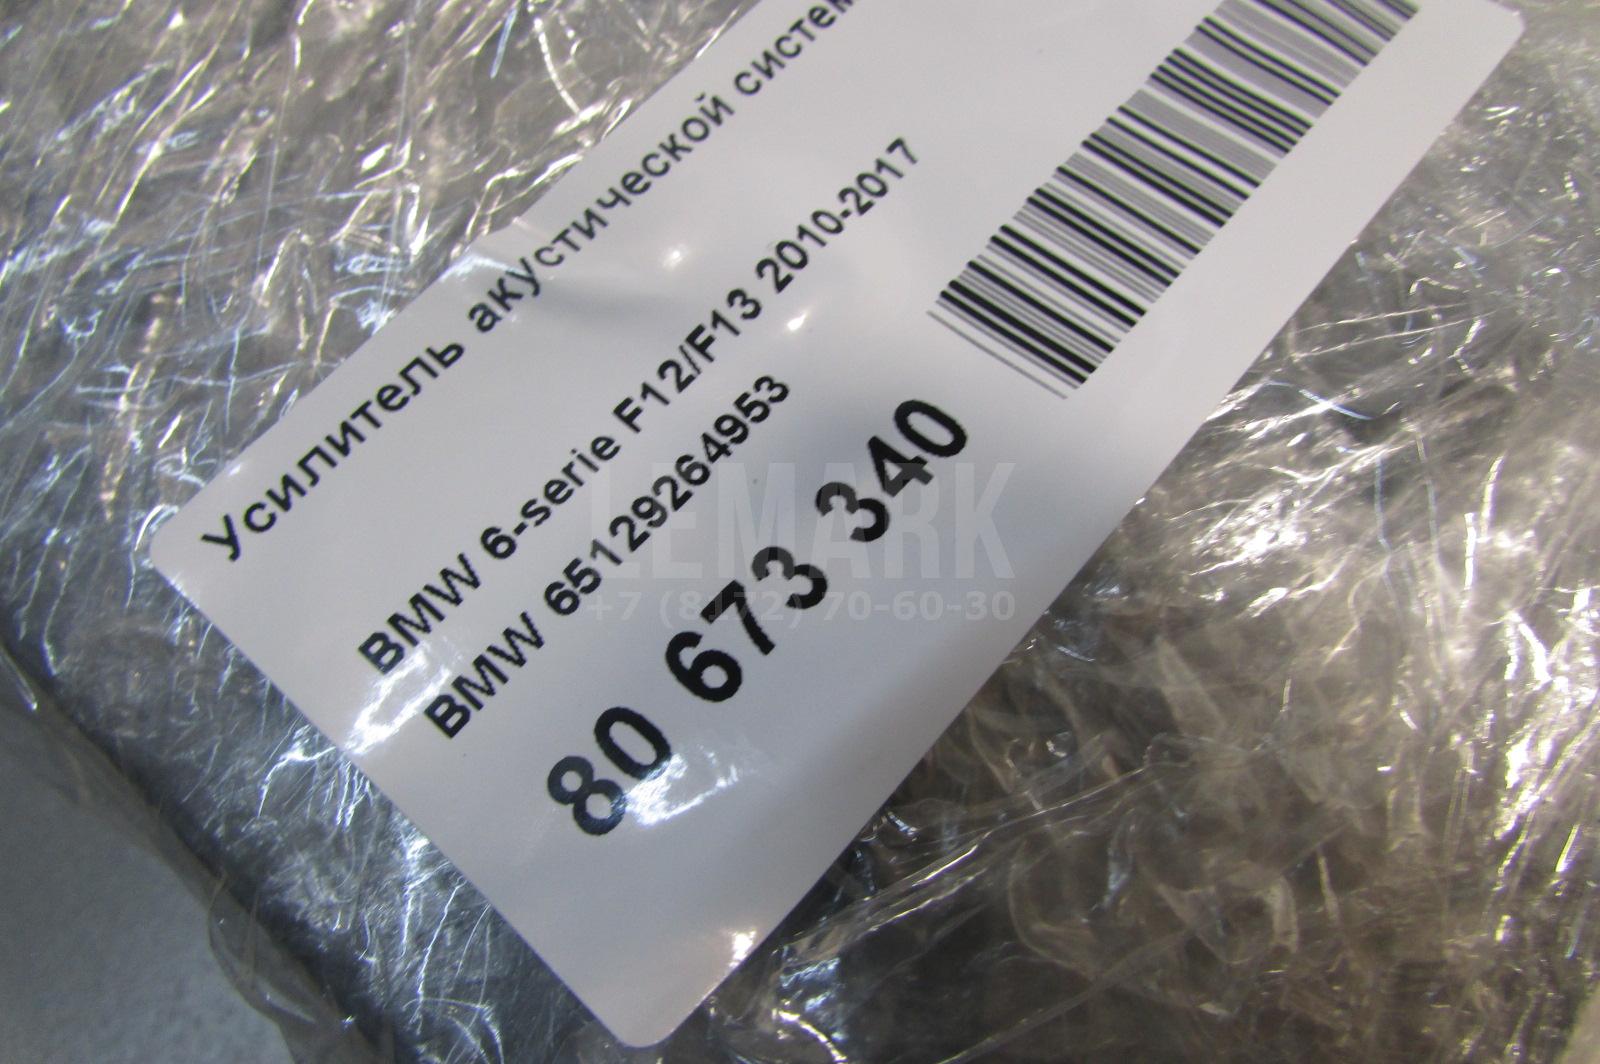 Усилитель акустической
BMW 6-serie F12/F13 2010-2017
BMW 65129264953
80 673 340
LEMARK
+7 (8172) 70-60-30